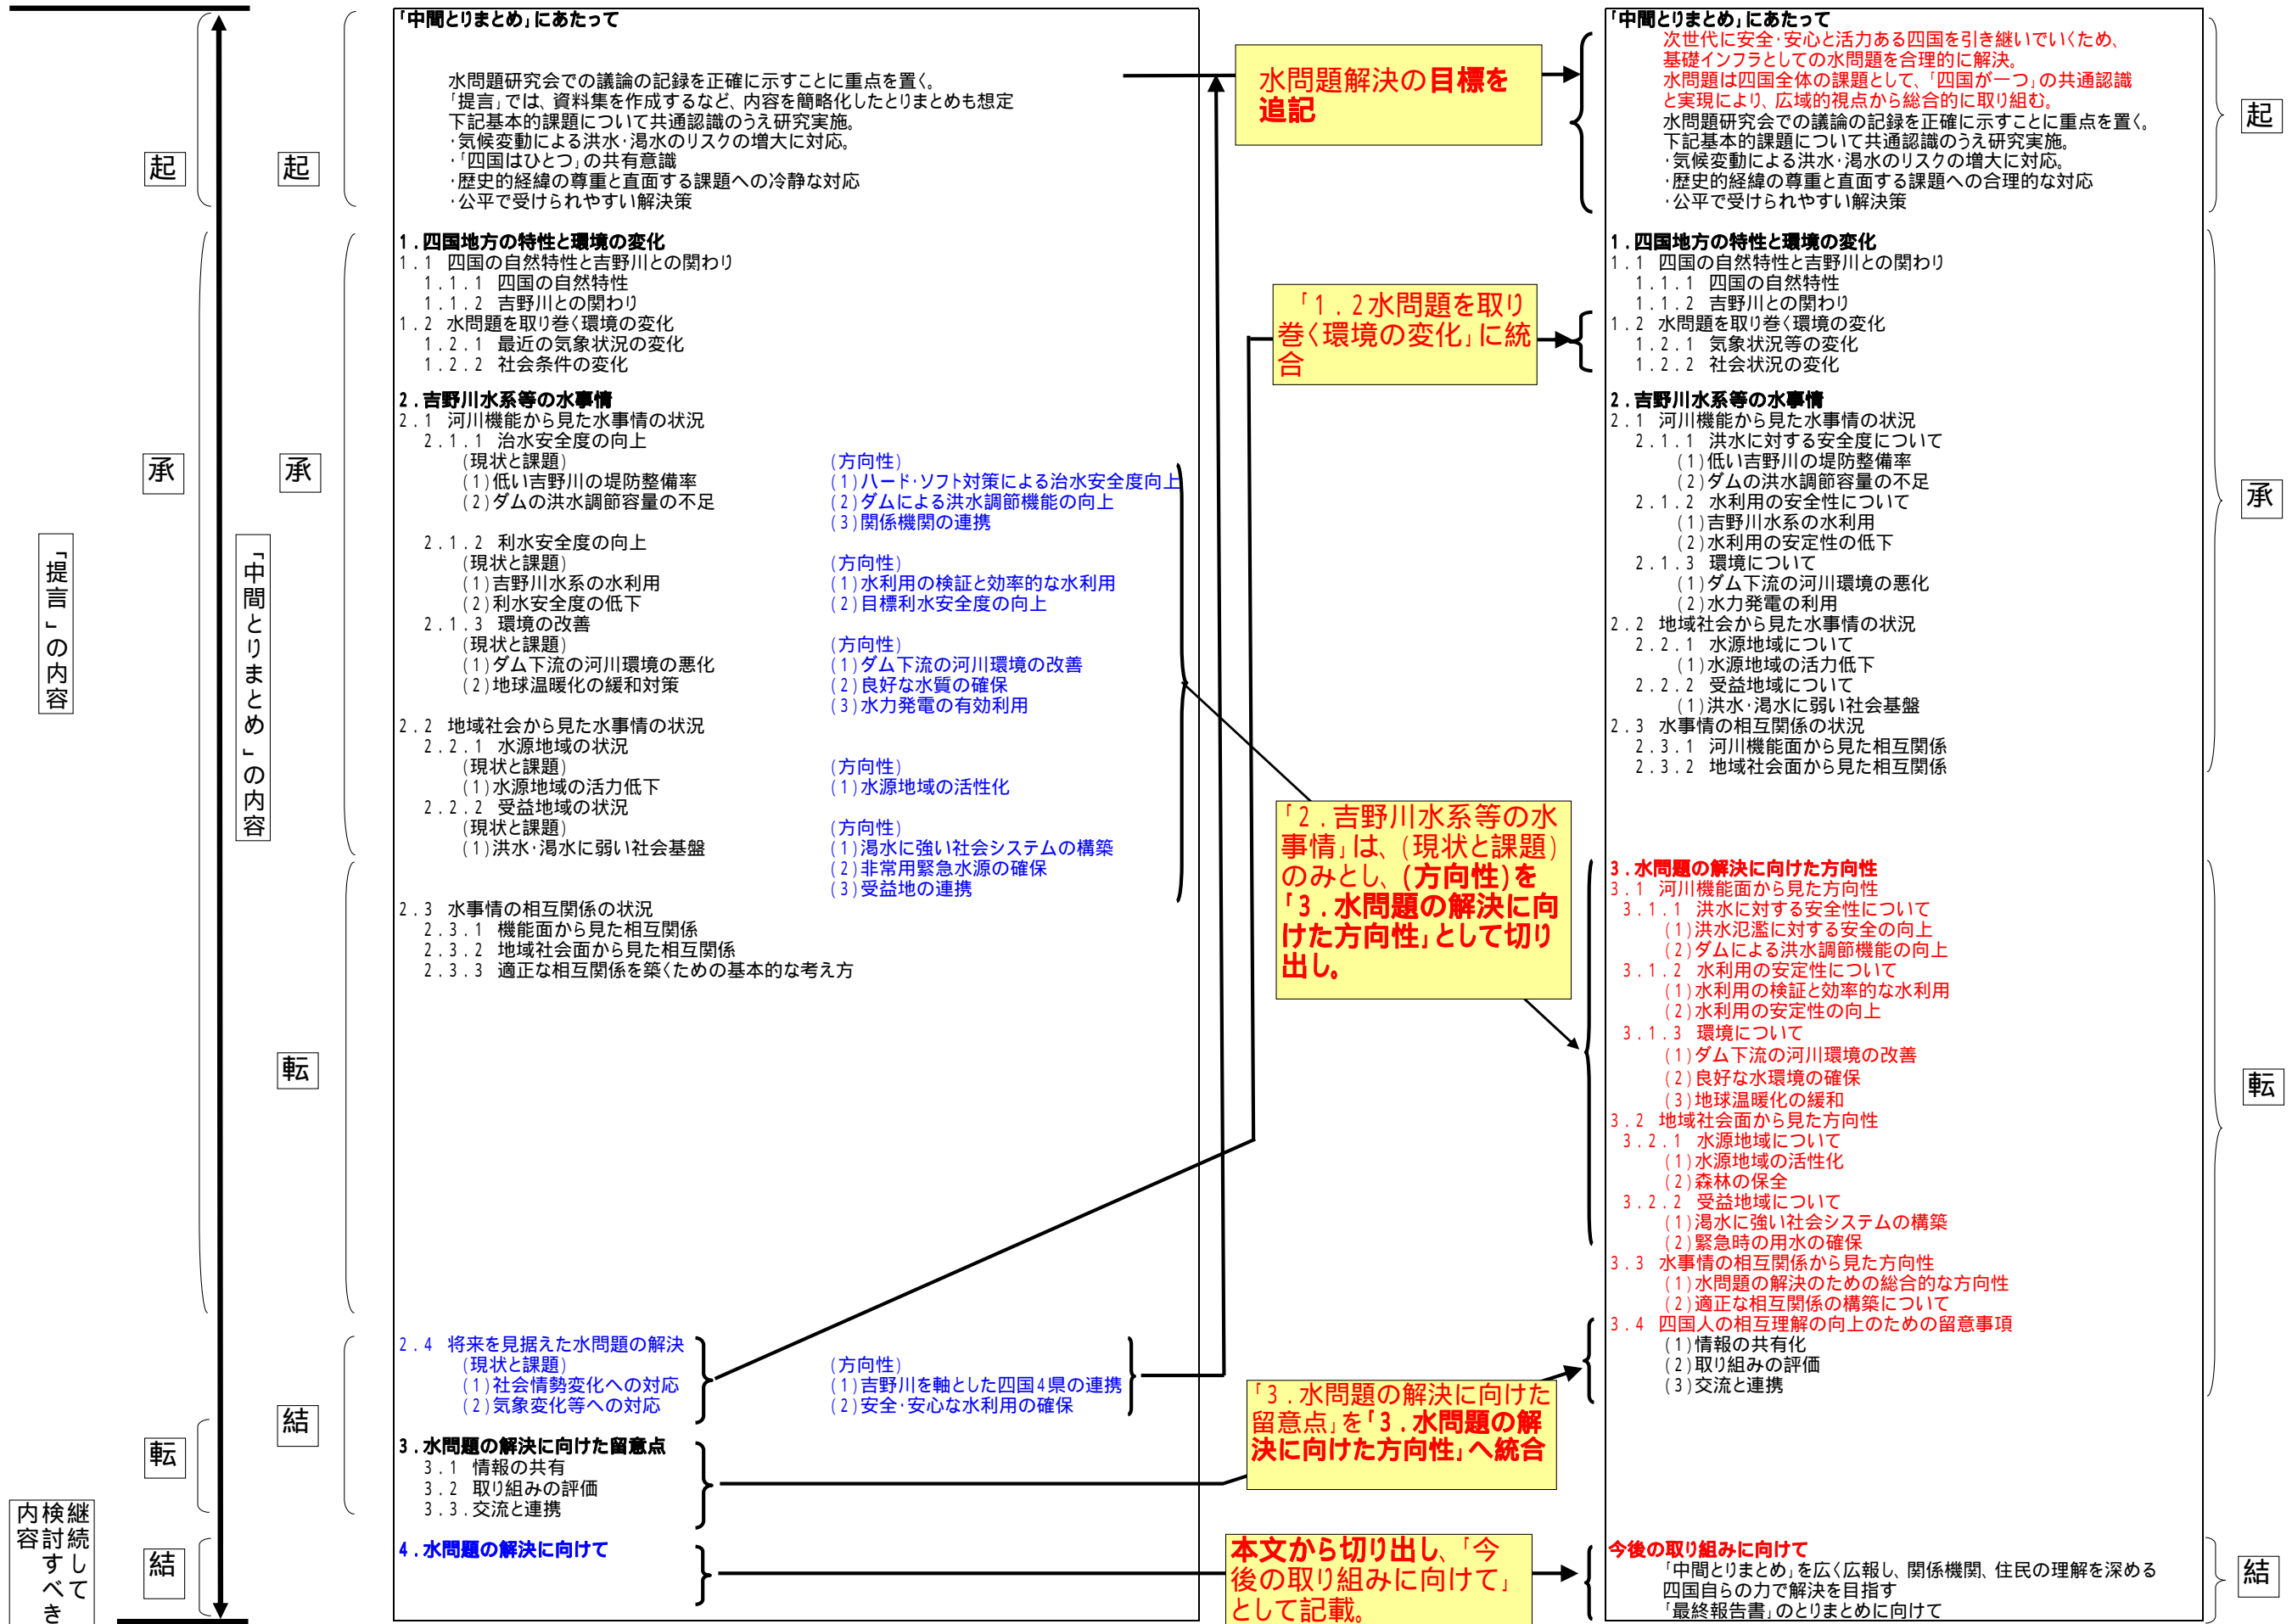 「提言」の内容
継続して
検討すべき
内容
起
承
転
結
「中間とりまとめ」の内容
起
承
転
結
「中間とりまとめ」にあたって
水問題研究会での議論の記録を正確に示すことに重点を置く。
「提言」では、資料集を作成するなど、内容を簡略化したとりまとめも想定
下記基本的課題について共通認識のうえ研究実施。
・気候変動による洪水・渇水のリスクの増大に対応。
・「四国はひとつ」の共有意識
・歴史的経緯の尊重と直面する課題への冷静な対応
・公平で受けられやすい解決策
1.四国地方の特性と環境の変化
1.1 四国の自然特性と吉野川との関わり
1.1.1 四国の自然特性
1.1.2 吉野川との関わり
1.2 水問題を取り巻く環境の変化
1.2.1 最近の気象状況の変化
1.2.2 社会条件の変化
2.吉野川水系等の水事情
2.1 河川機能から見た水事情の状況
2.1.1 治水安全度の向上
(現状と課題) (方向性)
(1)低い吉野川の堤防整備率 (1)ハード・ソフト対策による治水安全度向上
(2)ダムの洪水調節容量の不足 (2)ダムによる洪水調節機能の向上
(3)関係機関の連携
2.1.2 利水安全度の向上
(現状と課題) (方向性)
(1)吉野川水系の水利用 (1)水利用の検証と効率的な水利用
(2)利水安全度の低下 (2)目標利水安全度の向上
2.1.3 環境の改善
(現状と課題) (方向性)
(1)ダム下流の河川環境の悪化 (1)ダム下流の河川環境の改善
(2)地球温暖化の緩和対策 (2)良好な水質の確保
(3)水力発電の有効利用
2.2 地域社会から見た水事情の状況
2.2.1 水源地域の状況
(現状と課題) (方向性)
(1)水源地域の活力低下 (1)水源地域の活性化
2.2.2 受益地域の状況
(現状と課題) (方向性)
(1)洪水・渇水に弱い社会基盤 (1)渇水に強い社会システムの構築
(2)非常用緊急水源の確保
(3)受益地の連携
2.3 水事情の相互関係の状況
2.3.1 機能面から見た相互関係
2.3.2 地域社会面から見た相互関係
2.3.3 適正な相互関係を築くための基本的な考え方
2.4 将来を見据えた水問題の解決
(現状と課題) (方向性)
(1)社会情勢変化への対応 (1)吉野川を軸とした四国4県の連携
(2)気象変化等への対応 (2)安全・安心な水利用の確保
3.水問題の解決に向けた留意点
3.1 情報の共有
3.2 取り組みの評価
3.3.交流と連携
4.水問題の解決に向けて
水問題解決の目標を
追記
「1.2水問題を取り
巻く環境の変化」に統
合
「2.吉野川水系等の水
事情」は、(現状と課題)
のみとし、(方向性)を
「3.水問題の解決に向
けた方向性」として切り
出し。
「3.水問題の解決に向けた
留意点」を「3.水問題の解
決に向けた方向性」へ統合
本文から切り出し、「今
後の取り組みに向けて」
として記載。
「中間とりまとめ」にあたって
次世代に安全・安心と活力ある四国を引き継いでいくため、
基礎インフラとしての水問題を合理的に解決。
水問題は四国全体の課題として、「四国が一つ」の共通認識
と実現により、広域的視点から総合的に取り組む。
水問題研究会での議論の記録を正確に示すことに重点を置く。
下記基本的課題について共通認識のうえ研究実施。
・気候変動による洪水・渇水のリスクの増大に対応。
・歴史的経緯の尊重と直面する課題への合理的な対応
・公平で受けられやすい解決策
1.四国地方の特性と環境の変化
1.1 四国の自然特性と吉野川との関わり
1.1.1 四国の自然特性
1.1.2 吉野川との関わり
1.2 水問題を取り巻く環境の変化
1.2.1 気象状況等の変化
1.2.2 社会状況の変化
2.吉野川水系等の水事情
2.1 河川機能から見た水事情の状況
2.1.1 洪水に対する安全度について
(1)低い吉野川の堤防整備率
(2)ダムの洪水調節容量の不足
2.1.2 水利用の安全性について
(1)吉野川水系の水利用
(2)水利用の安定性の低下
2.1.3 環境について
(1)ダム下流の河川環境の悪化
(2)水力発電の利用
2.2 地域社会から見た水事情の状況
2.2.1 水源地域について
(1)水源地域の活力低下
2.2.2 受益地域について
(1)洪水・渇水に弱い社会基盤
2.3 水事情の相互関係の状況
2.3.1 河川機能面から見た相互関係
2.3.2 地域社会面から見た相互関係
3.水問題の解決に向けた方向性
3.1 河川機能面から見た方向性
3.1.1 洪水に対する安全性について
(1)洪水氾濫に対する安全の向上
(2)ダムによる洪水調節機能の向上
3.1.2 水利用の安定性について
(1)水利用の検証と効率的な水利用
(2)水利用の安定性の向上
3.1.3 環境について
(1)ダム下流の河川環境の改善
(2)良好な水環境の確保
(3)地球温暖化の緩和
3.2 地域社会面から見た方向性
3.2.1 水源地域について
(1)水源地域の活性化
(2)森林の保全
3.2.2 受益地域について
(1)渇水に強い社会システムの構築
(2)緊急時の用水の確保
3.3 水事情の相互関係から見た方向性
(1)水問題の解決のための総合的な方向性
(2)適正な相互関係の構築について
3.4 四国人の相互理解の向上のための留意事項
(1)情報の共有化
(2)取り組みの評価
(3)交流と連携
今後の取り組みに向けて
「中間とりまとめ」を広く広報し、関係機関、住民の理解を深める
四国自らの力で解決を目指す
「最終報告書」のとりまとめに向けて
起
承
転
結